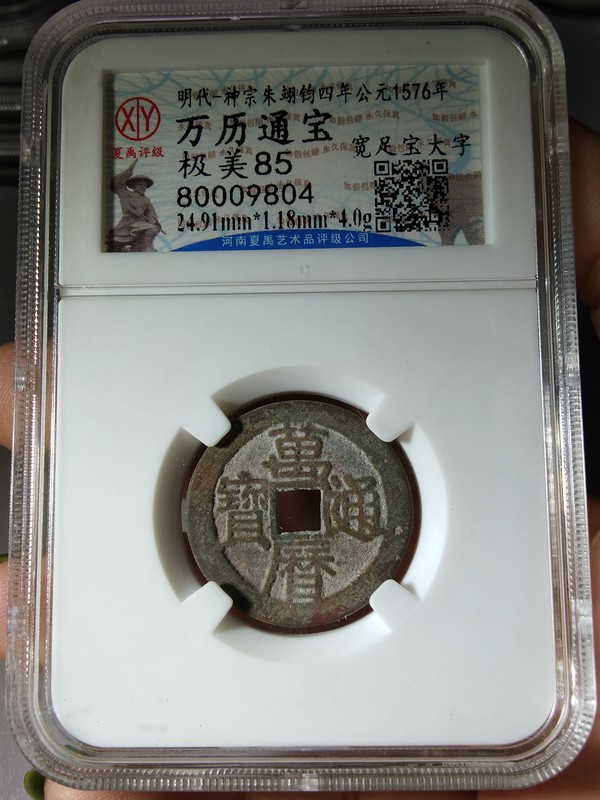 明代-神宗朱翊钧四年公元1576年
万历通宝
宽足宝大字
极美85
80009804
24.91mm*1.18mm*4.0g
XY
夏禹评级
河南夏禹艺术品评级公司
萬
曆
通
寶